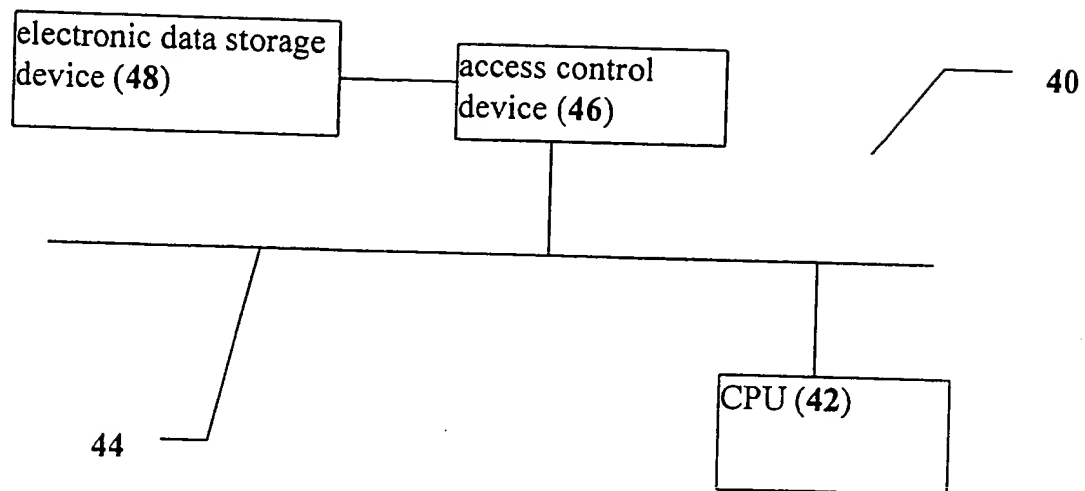 electronic data storage
device (48)
access control
device (46)
40
44
CPU (42)